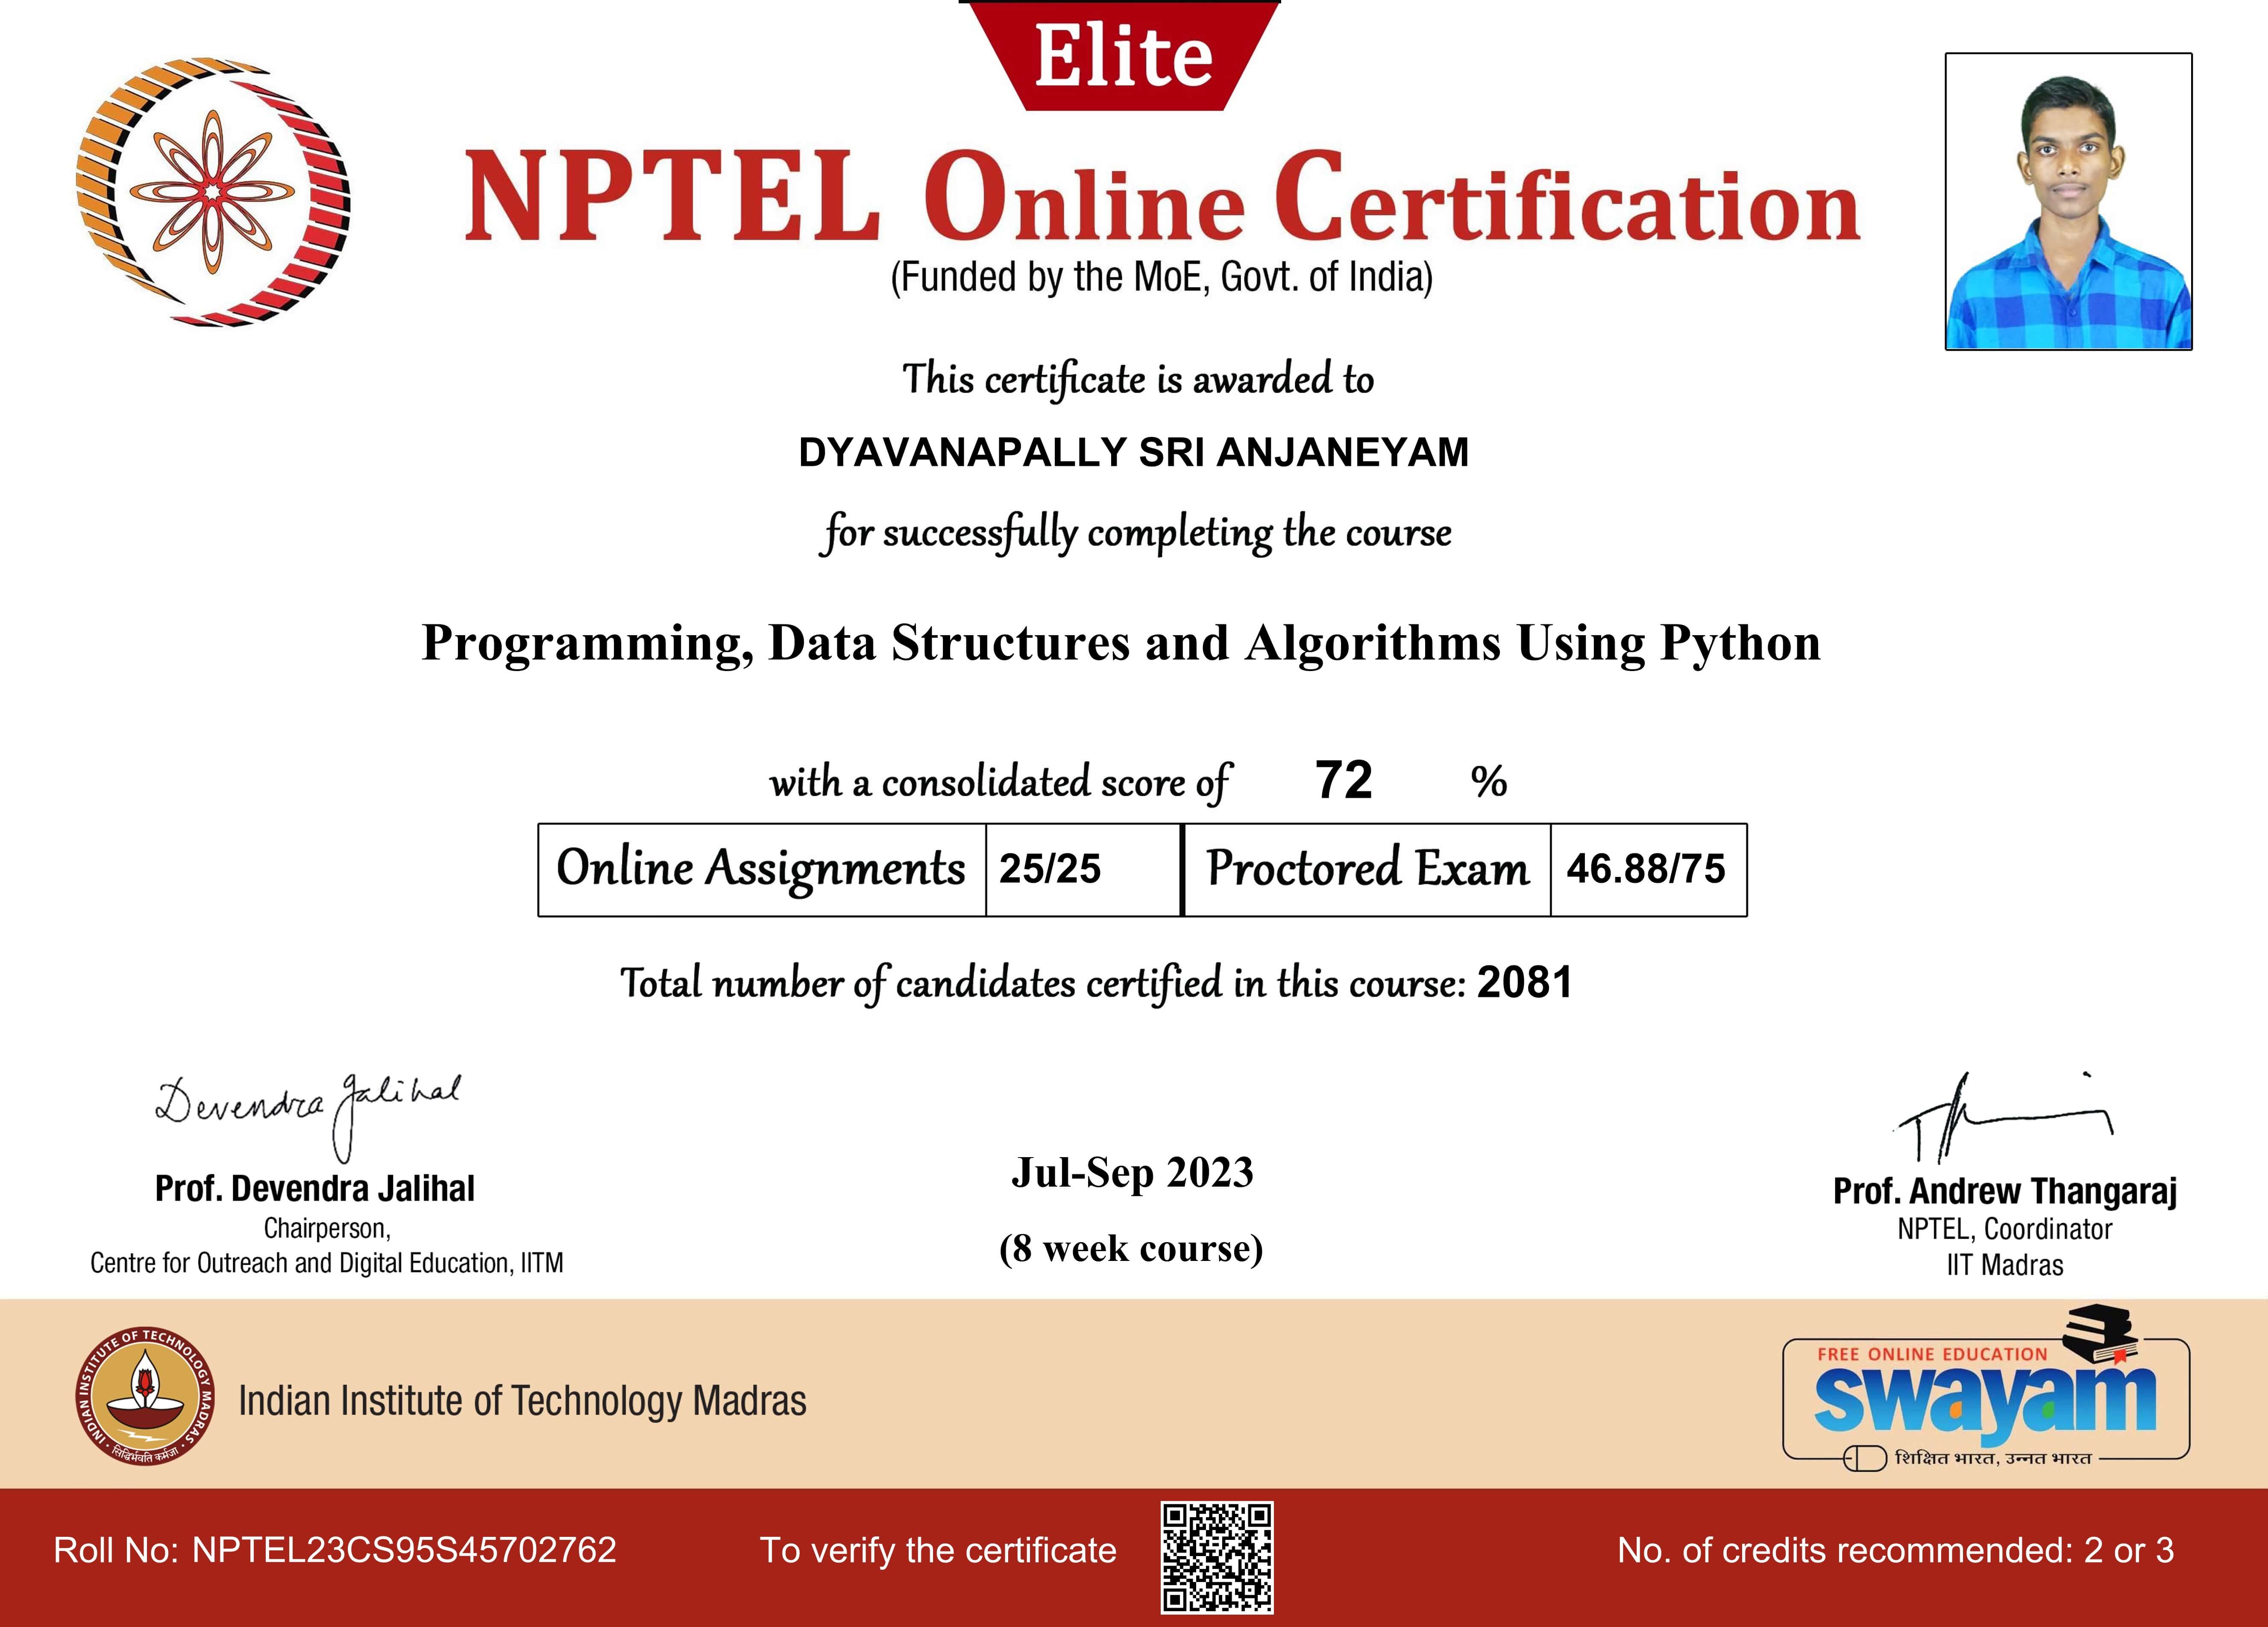 Elite
NPTEL Online Certification
(Funded by the MoE, Govt. of India)
This certificate is awarded to
DYAVANAPALLY SRI ANJANEYAM
for successfully completing the course
Programming, Data Structures and Algorithms Using Python
with a consolidated score of 72 %
Online Assignments 25/25 Proctored Exam 46.88/75
Total number of candidates certified in this course: 2081
Devendra Jalihal
Prof. Devendra Jalihal
Chairperson,
Centre for Outreach and Digital Education, IITM
Jul-Sep 2023
(8 week course)
Prof. Andrew Thangaraj
NPTEL, Coordinator
IIT Madras
INDIAN INSTITUTE OF TECHNOLOGY MADRAS
सिद्धिर्भवति कर्मजा
Indian Institute of Technology Madras
FREE ONLINE EDUCATION
swayam
शिक्षित भारत, उन्नत भारत
Roll No: NPTEL23CS95S45702762
To verify the certificate
No. of credits recommended: 2 or 3